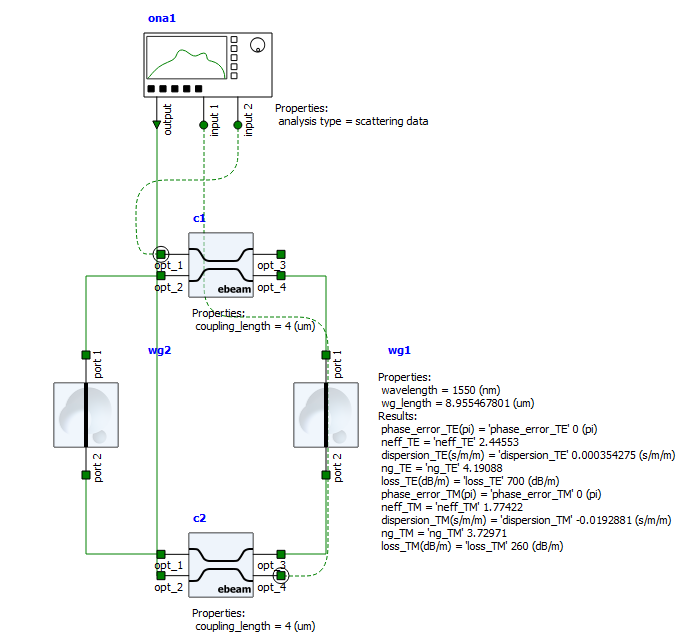 ona1
output
input 1
input 2
Properties:
analysis type = scattering data
c1
opt_1
opt_3
opt_2
opt_4
ebeam
Properties:
coupling_length = 4 (um)
wg2
port 1
port 2
wg1
port 1
port 2
Properties:
wavelength = 1550 (nm)
wg_length = 8.955467801 (um)
Results:
phase_error_TE(pi) = 'phase_error_TE' 0 (pi)
neff_TE = 'neff_TE' 2.44553
dispersion_TE(s/m/m) = 'dispersion_TE' 0.000354275 (s/m/m)
ng_TE = 'ng_TE' 4.19088
loss_TE(dB/m) = 'loss_TE' 700 (dB/m)
phase_error_TM(pi) = 'phase_error_TM' 0 (pi)
neff_TM = 'neff_TM' 1.77422
dispersion_TM(s/m/m) = 'dispersion_TM' -0.0192881 (s/m/m)
ng_TM = 'ng_TM' 3.72971
loss_TM(dB/m) = 'loss_TM' 260 (dB/m)
c2
opt_1
opt_3
opt_2
opt_4
ebeam
Properties:
coupling_length = 4 (um)